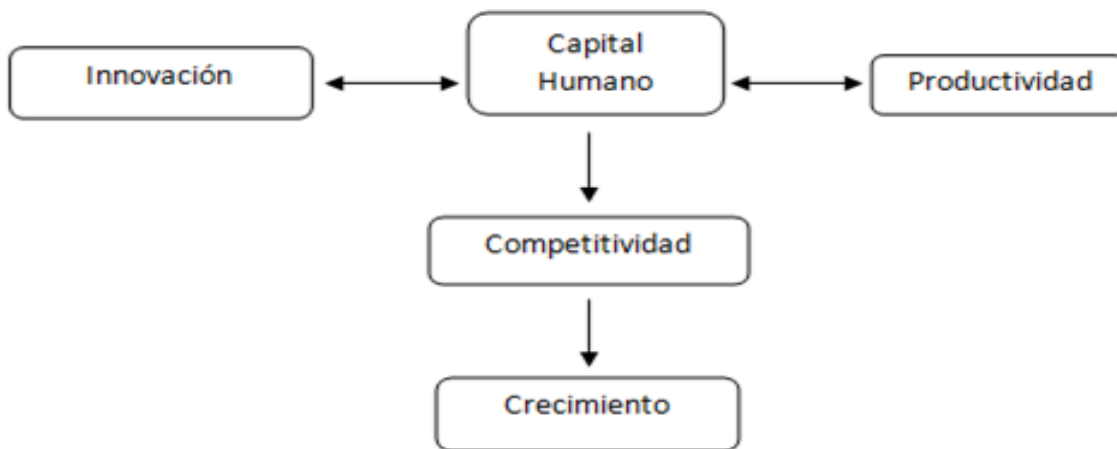 Capital
Humano
Innovación
Productividad
Competitividad
Crecimiento